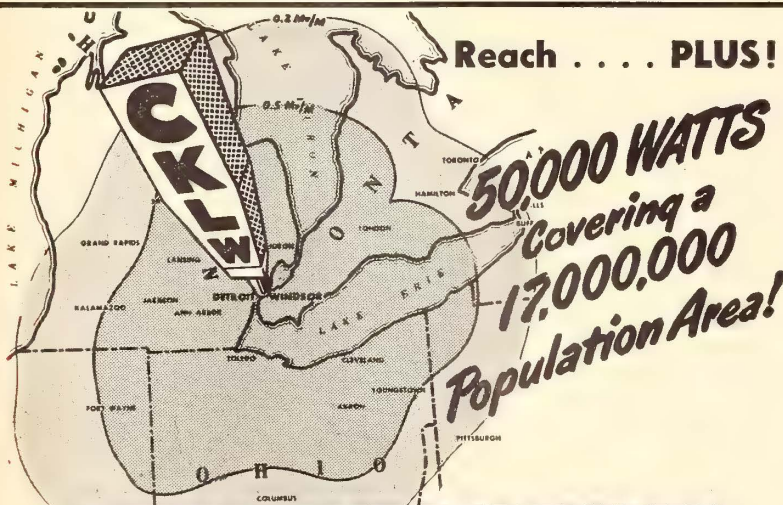 Reach . . . . PLUS!
50,000 WATTS
Covering a
17,000,000
Population Area!
CKLW
0.2 Mv/M
0.5 Mv/M
LAKE MICHIGAN
LAKE
HURON
ONTA
TORONTO
HAMILTON
LONDON
GRAND RAPIDS
LANSING
KALAMAZOO
JACKSON
ANN ARBOR
DETROIT
WINDSOR
LAKE ERIE
TOLEDO
CLEVELAND
YOUNGSTOWN
AKRON
FORT WAYNE
PITTSBURGH
OHIO
COLUMBUS